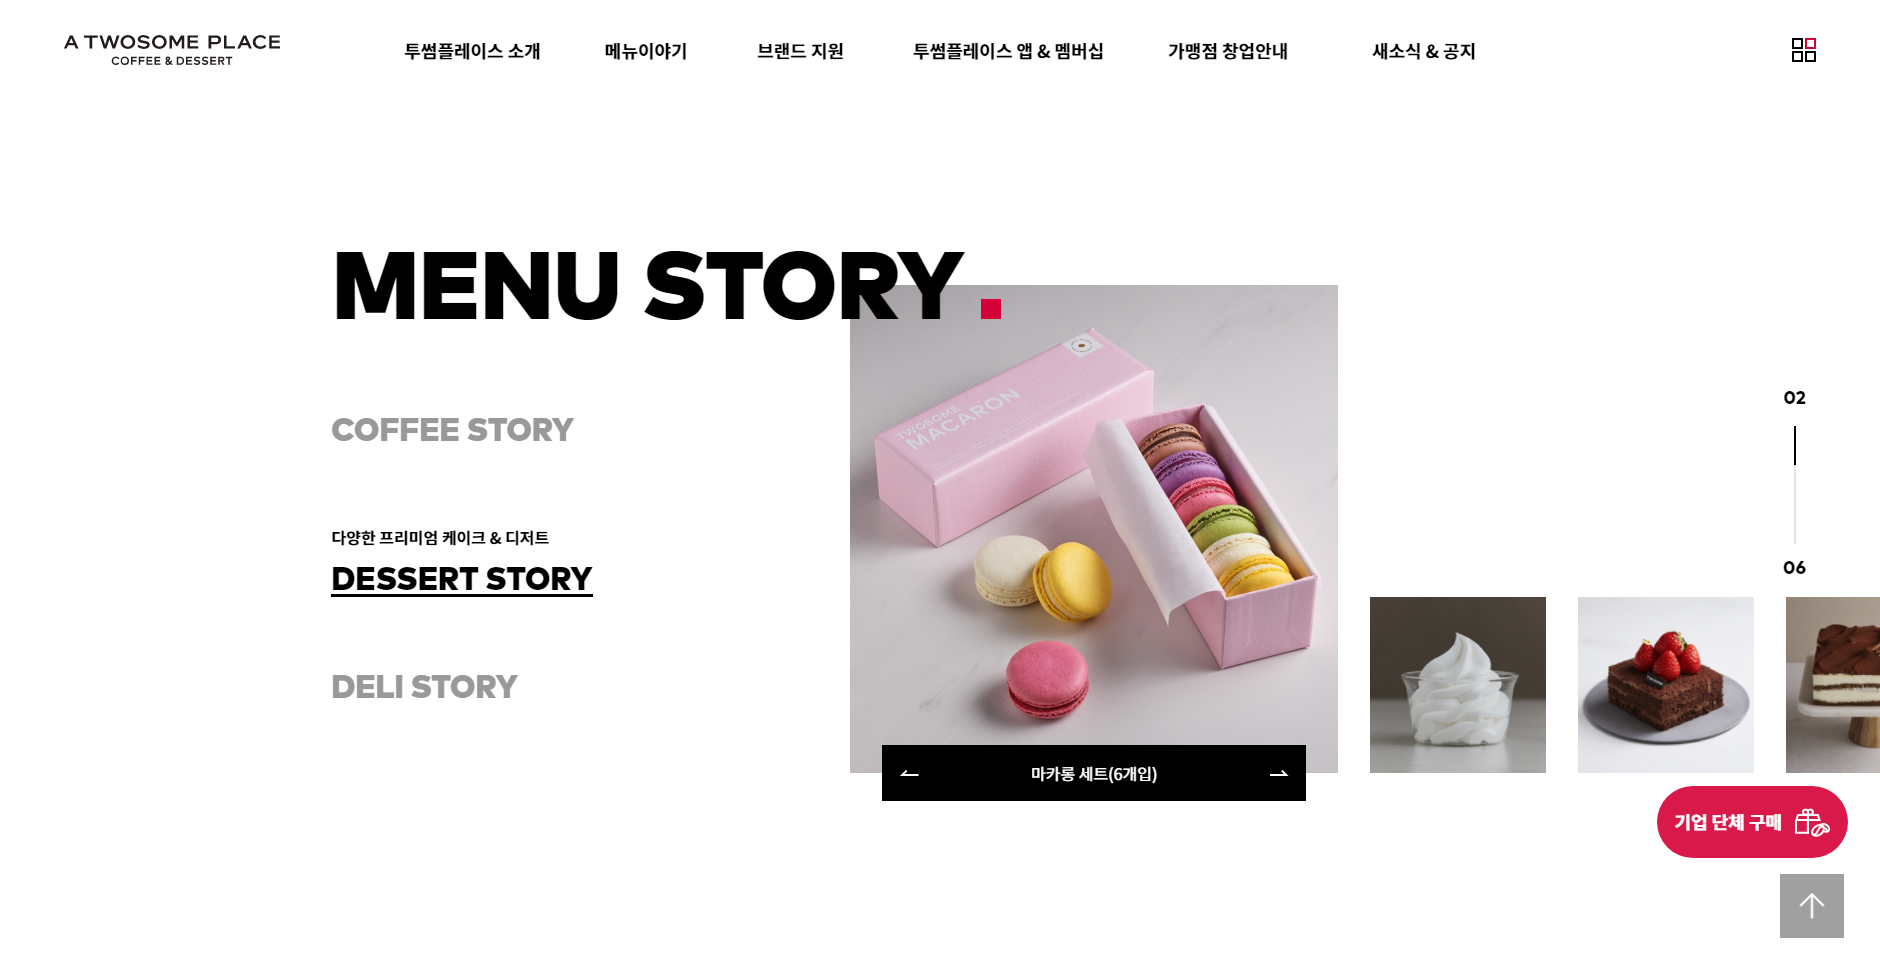 A TWOSOME PLACE
COFFEE & DESSERT
투썸플레이스 소개
메뉴이야기
브랜드 지원
투썸플레이스 앱 & 멤버십
가맹점 창업안내
새소식 & 공지
MENU STORY.
COFFEE STORY
다양한 프리미엄 케이크 & 디저트
DESSERT STORY
DELI STORY
TWOSOME
MACARON
마카롱 세트(6개입)
02
06
기업 단체 구매